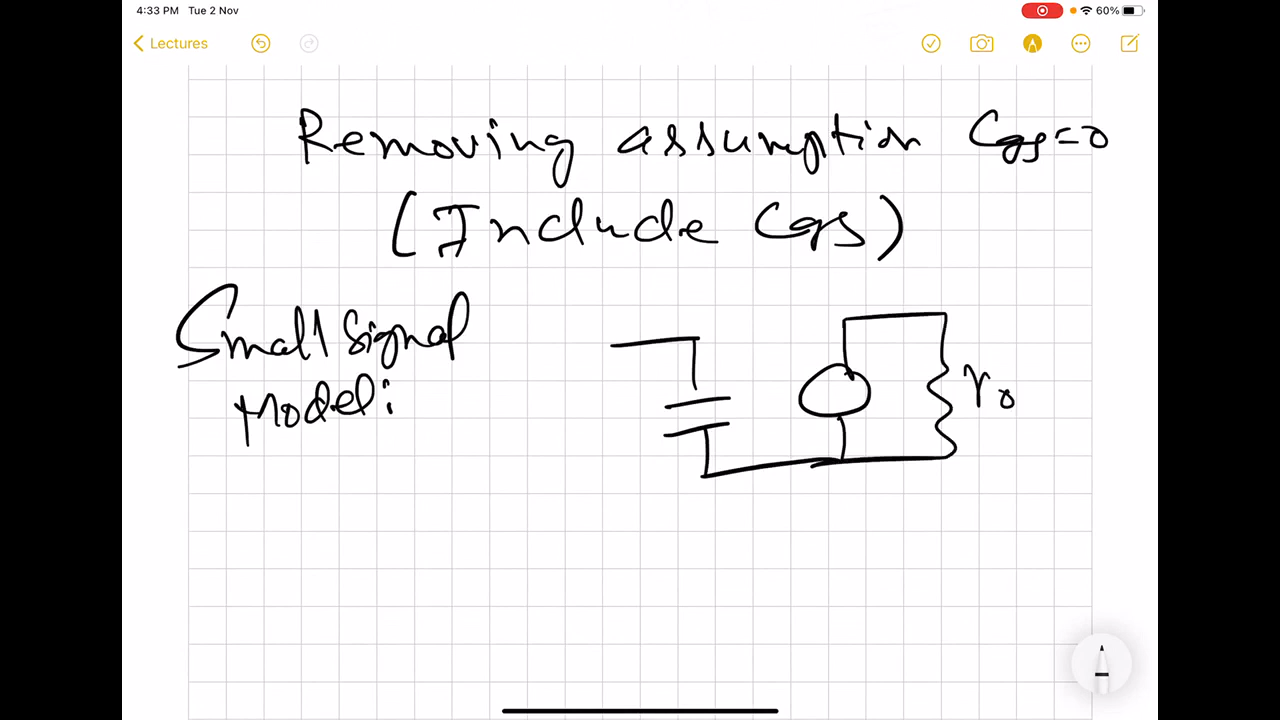 4:33 PM Tue 2 Nov
60%
Lectures
Removing assumption Cgs=0
(Include Cgs)
Small signal
Model:
ro